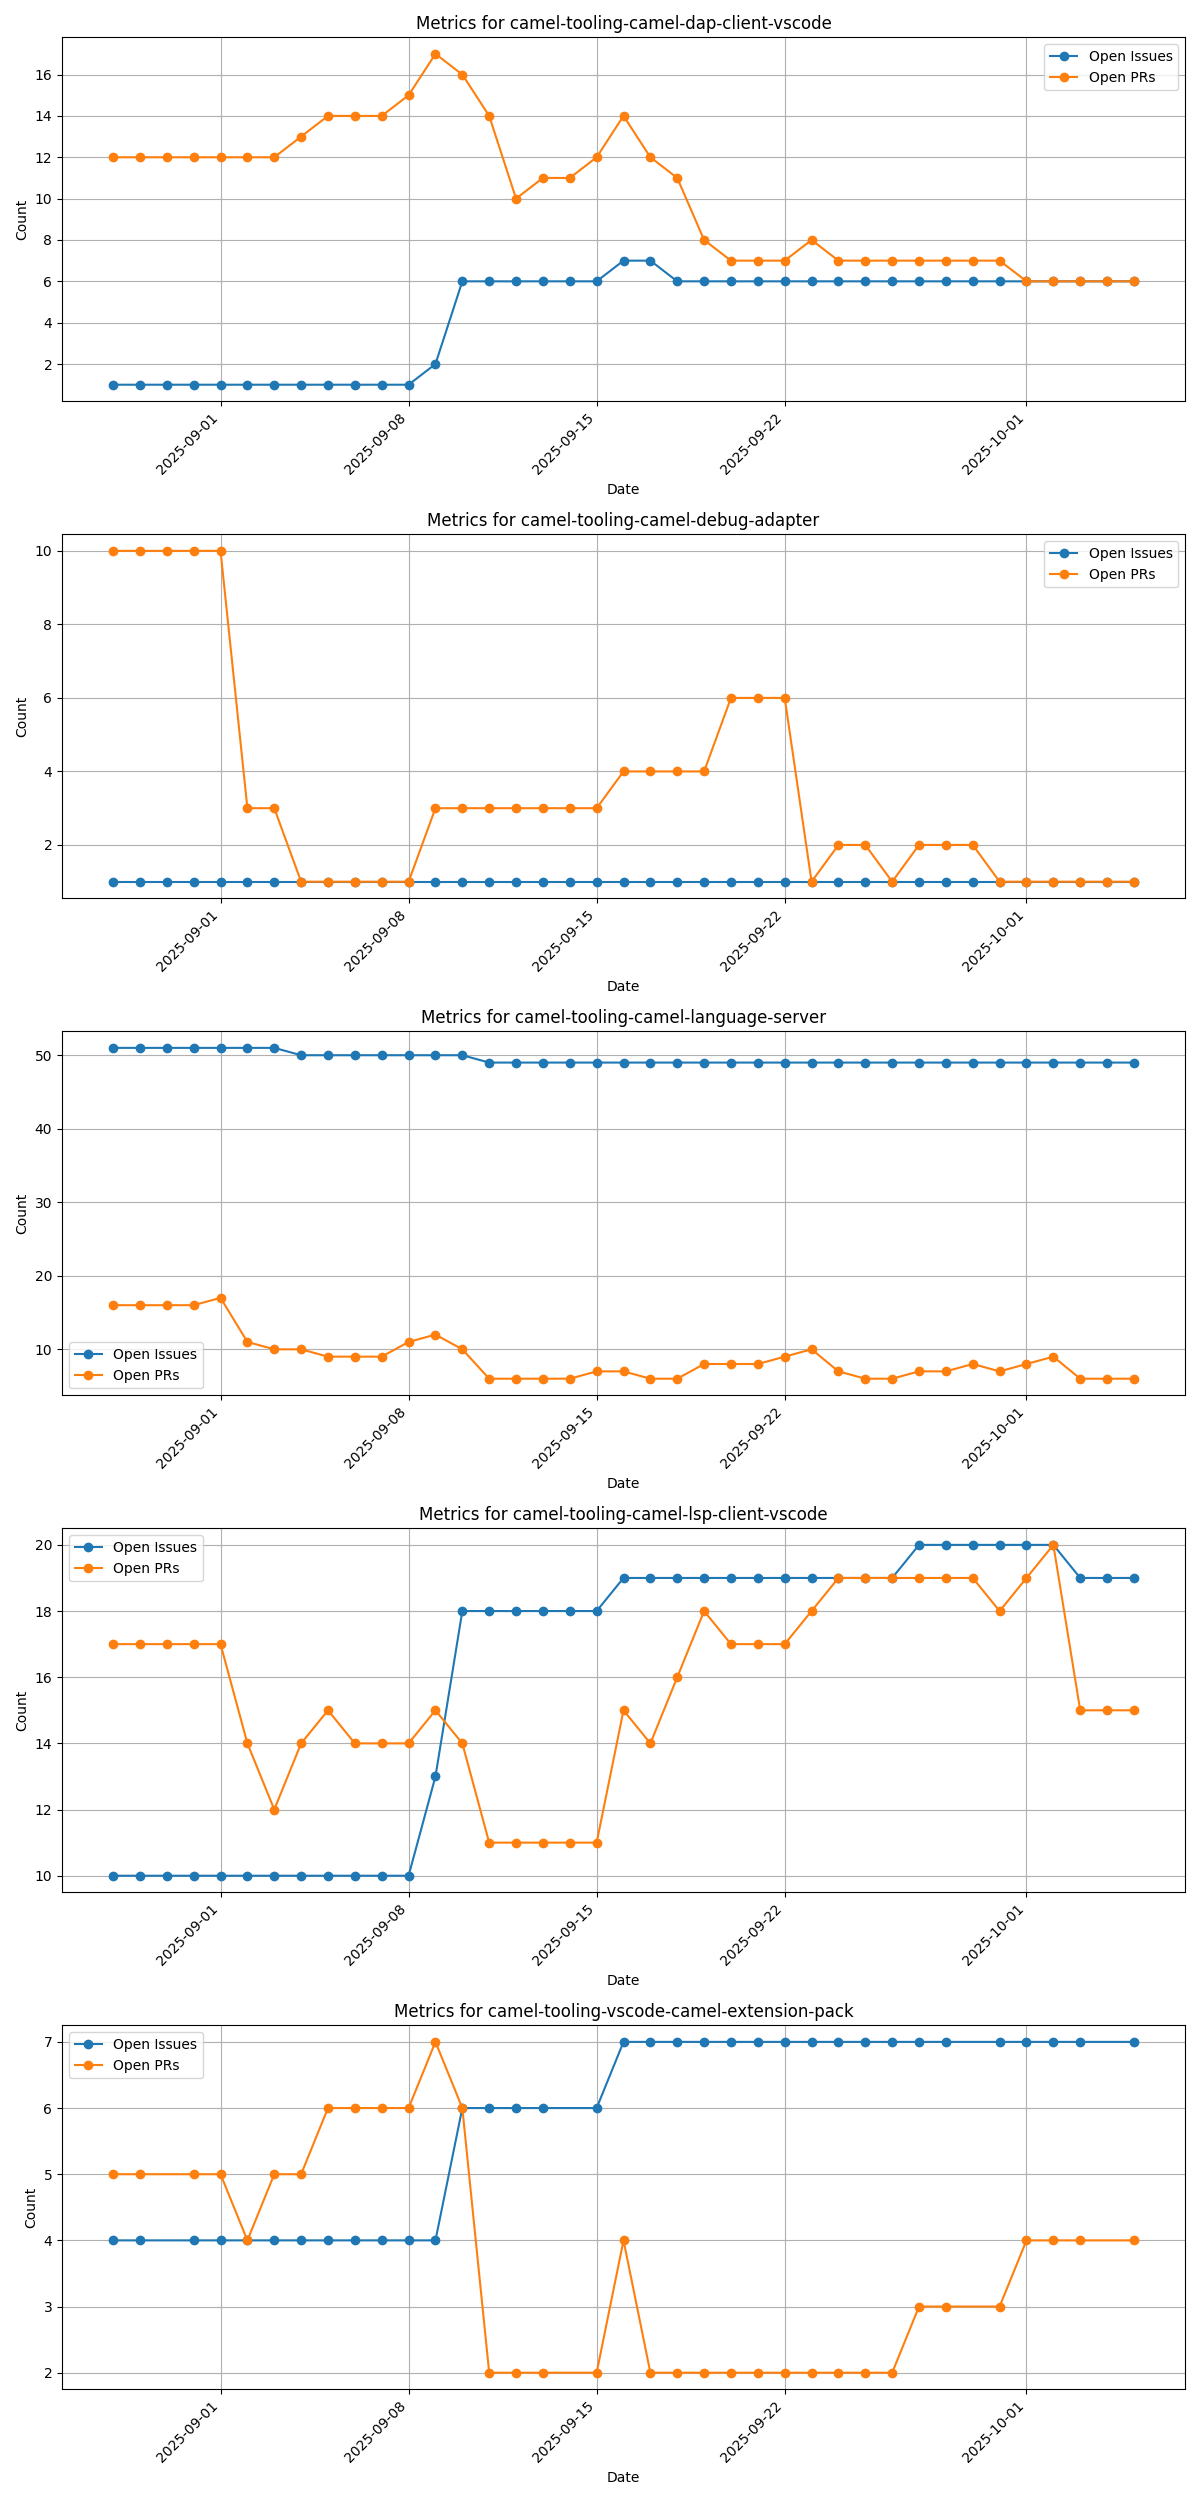 Metrics for camel-tooling-camel-dap-client-vscode
Open Issues
Open PRs
16
14
12
10
8
6
4
2
Count
2025-09-01
2025-09-08
2025-09-15
2025-09-22
2025-10-01
Date
Metrics for camel-tooling-camel-debug-adapter
Open Issues
Open PRs
10
8
6
4
2
Count
2025-09-01
2025-09-08
2025-09-15
2025-09-22
2025-10-01
Date
Metrics for camel-tooling-camel-language-server
50
40
30
20
10
Count
Open Issues
Open PRs
2025-09-01
2025-09-08
2025-09-15
2025-09-22
2025-10-01
Date
Metrics for camel-tooling-camel-lsp-client-vscode
Open Issues
Open PRs
20
18
16
14
12
10
Count
2025-09-01
2025-09-08
2025-09-15
2025-09-22
2025-10-01
Date
Metrics for camel-tooling-vscode-camel-extension-pack
Open Issues
Open PRs
7
6
5
4
3
2
Count
2025-09-01
2025-09-08
2025-09-15
2025-09-22
2025-10-01
Date